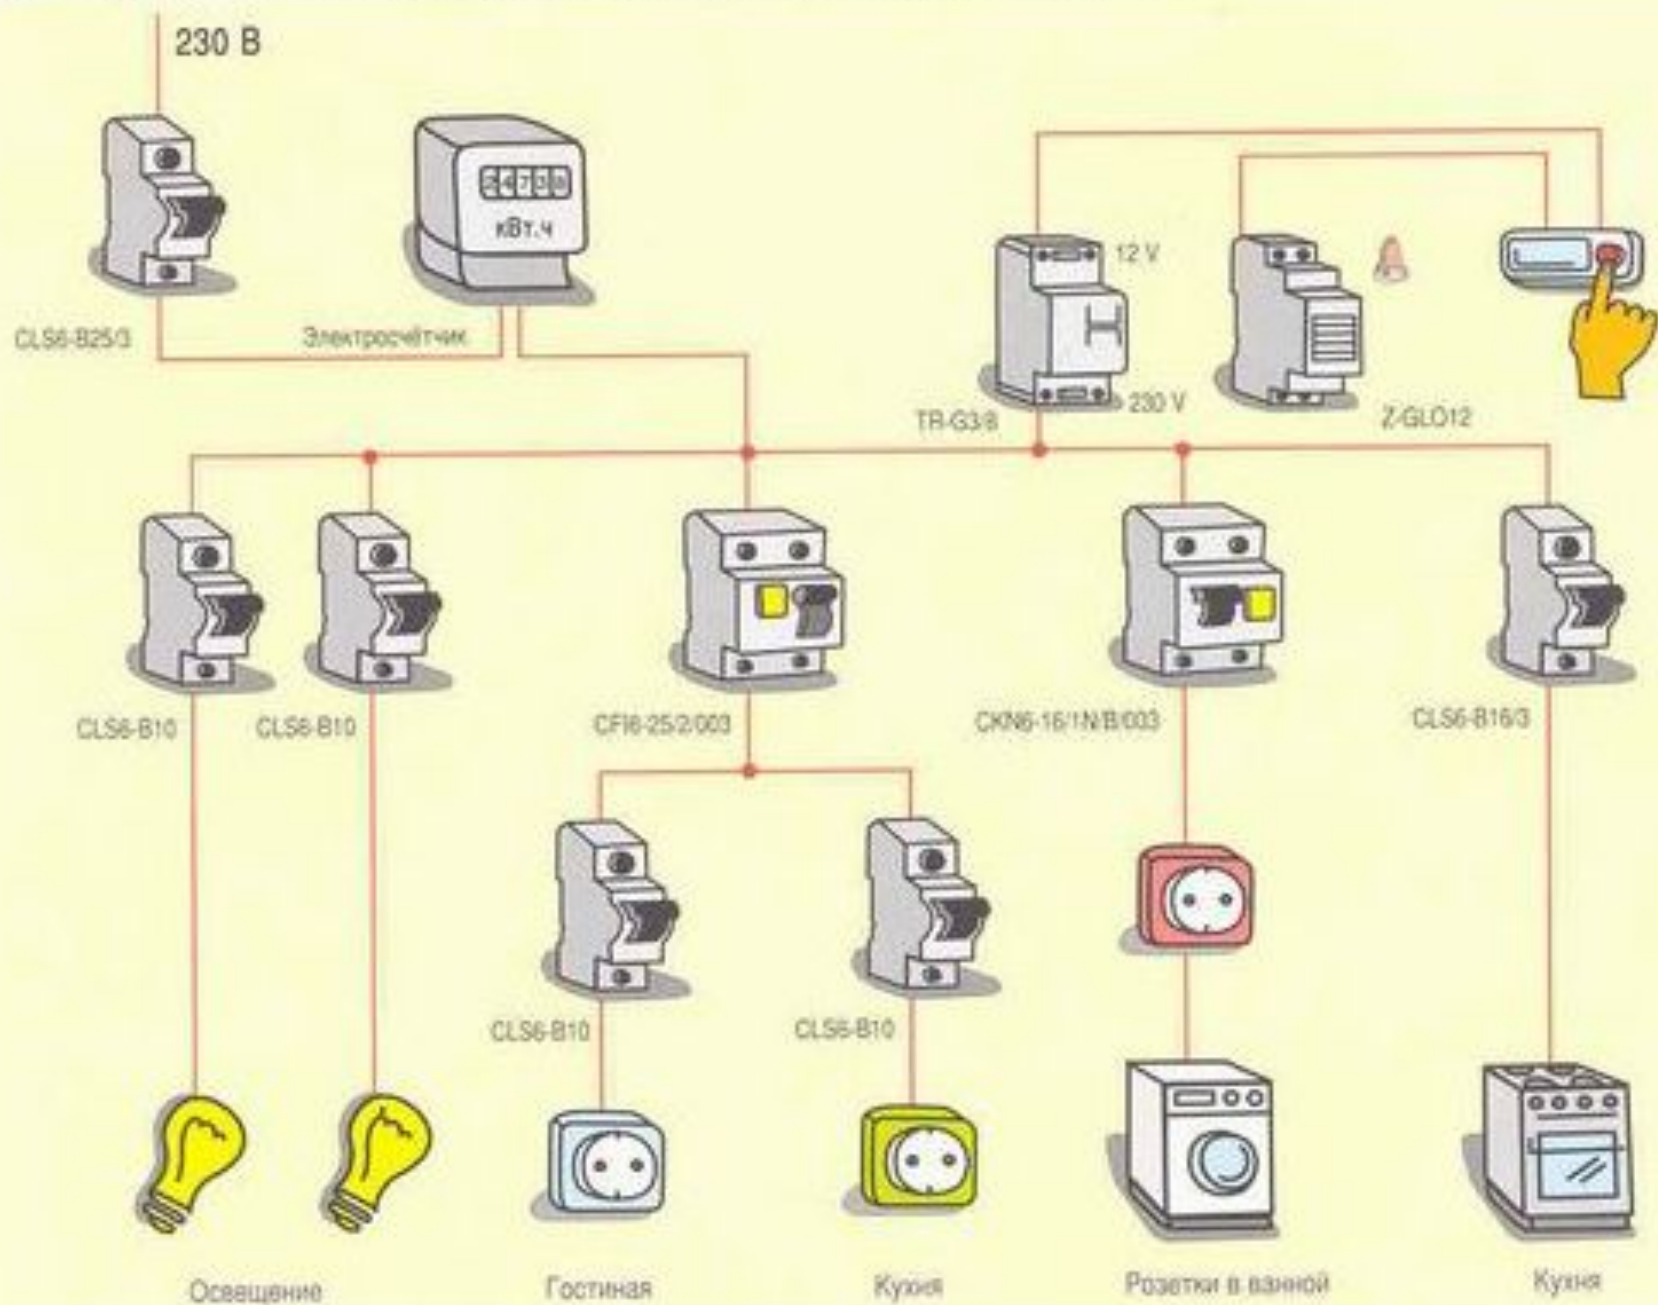 230 В
24738
кВт.ч
12 V
CLS6-B25/3
Электросчётчик
230 V
TR-G3/8
Z-GLO12
CLS6-B10
CLS6-B10
CFI6-25/2/003
CKN6-16/1N/B/003
CLS6-B16/3
CLS6-B10
CLS6-B10
Освещение
Гостиная
Кухня
Розетки в ванной
Кухня